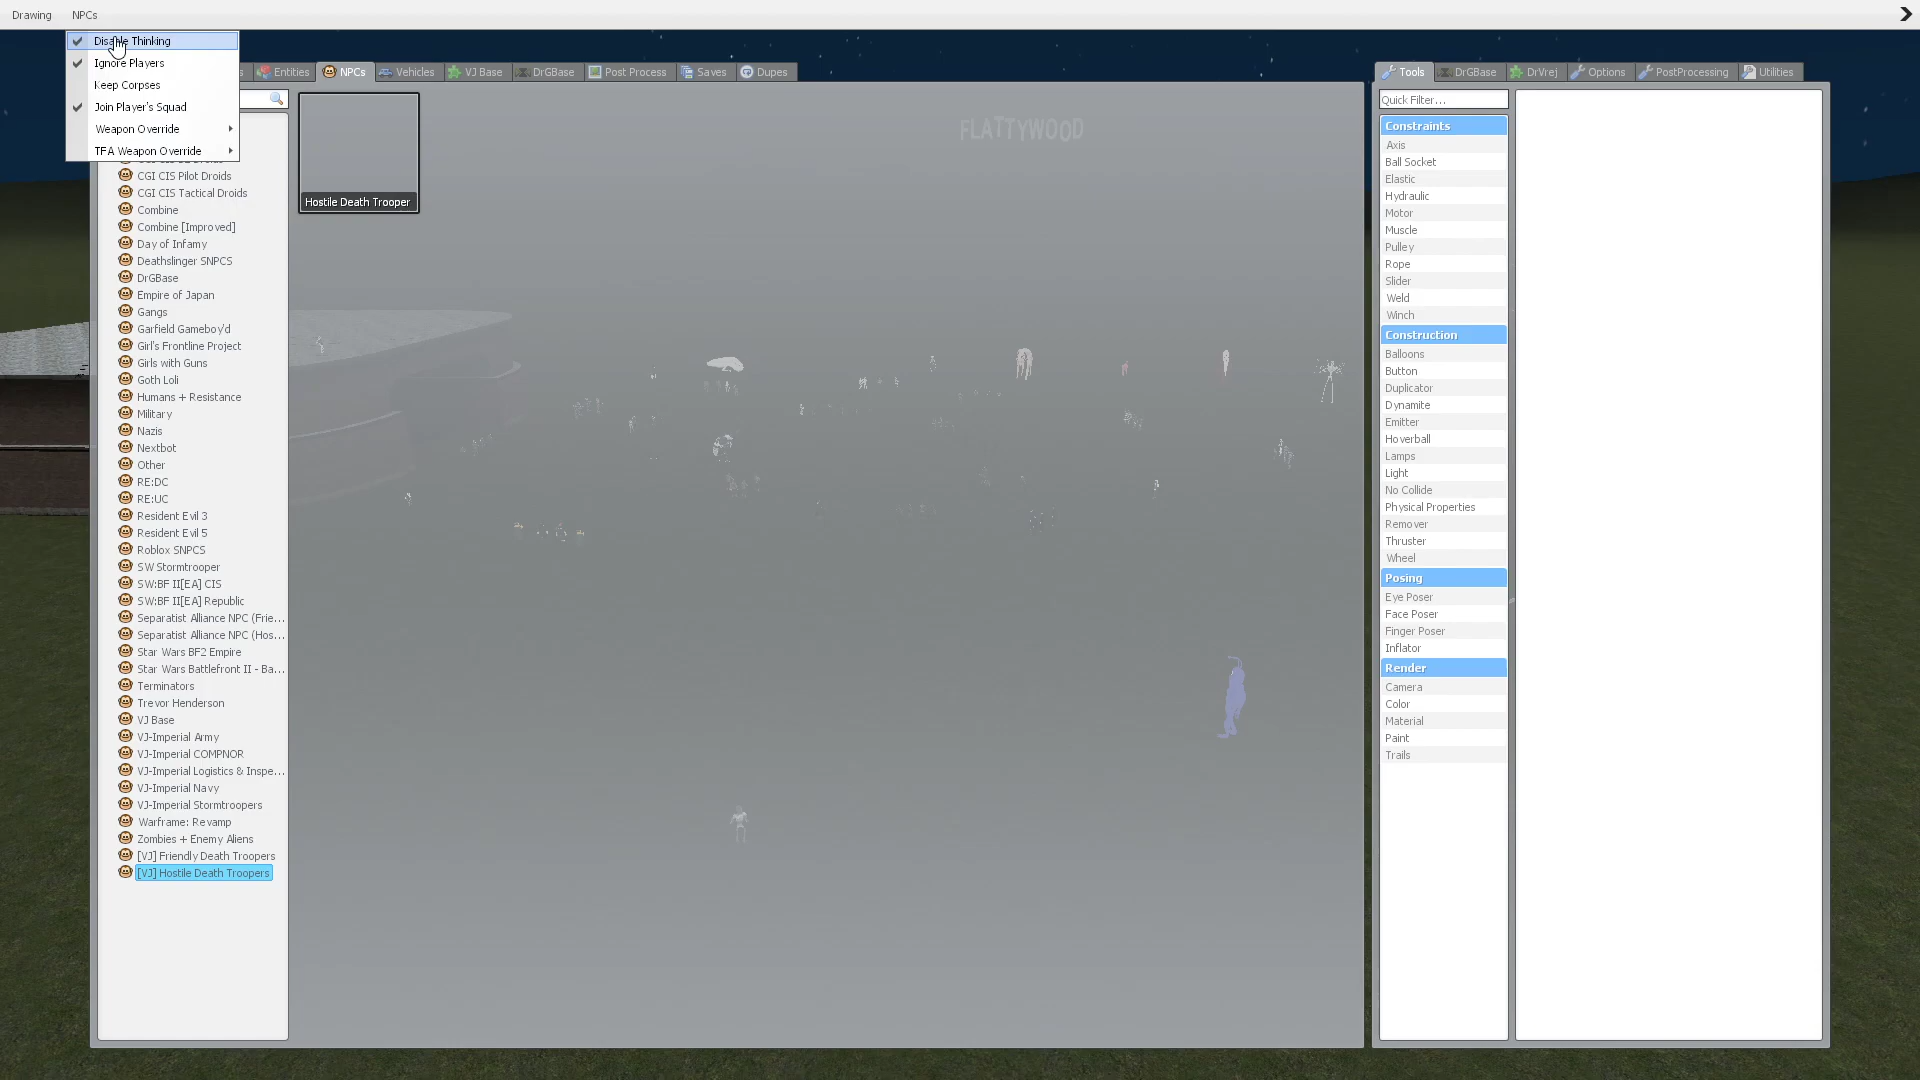 Drawing
NPCs
Disable Thinking
Ignore Players
Keep Corpses
Join Player's Squad
Weapon Override
TFA Weapon Override
Entities
NPCs
Vehicles
VJ Base
DrGBase
Post Process
Saves
Dupes
CGI CIS Pilot Droids
CGI CIS Tactical Droids
Combine
Combine [Improved]
Day of Infamy
Deathslinger SNPCS
DrGBase
Empire of Japan
Gangs
Garfield Gameboy'd
Girl's Frontline Project
Girls with Guns
Goth Loli
Humans + Resistance
Military
Nazis
Nextbot
Other
RE:DC
RE:UC
Resident Evil 3
Resident Evil 5
Roblox SNPCS
SW Stormtrooper
SW:BF II[EA] CIS
SW:BF II[EA] Republic
Separatist Alliance NPC (Frie...
Separatist Alliance NPC (Hos...
Star Wars BF2 Empire
Star Wars Battlefront II - Ba...
Terminators
Trevor Henderson
VJ Base
VJ-Imperial Army
VJ-Imperial COMPNOR
VJ-Imperial Logistics & Inspe...
VJ-Imperial Navy
VJ-Imperial Stormtroopers
Warframe: Revamp
Zombies + Enemy Aliens
[VJ] Friendly Death Troopers
[VJ] Hostile Death Troopers
Hostile Death Trooper
FLATTYWOOD
Tools
DrGBase
DrVrej
Options
PostProcessing
Utilities
Quick Filter...
Constraints
Axis
Ball Socket
Elastic
Hydraulic
Motor
Muscle
Pulley
Rope
Slider
Weld
Winch
Construction
Balloons
Button
Duplicator
Dynamite
Emitter
Hoverball
Lamps
Light
No Collide
Physical Properties
Remover
Thruster
Wheel
Posing
Eye Poser
Face Poser
Finger Poser
Inflator
Render
Camera
Color
Material
Paint
Trails